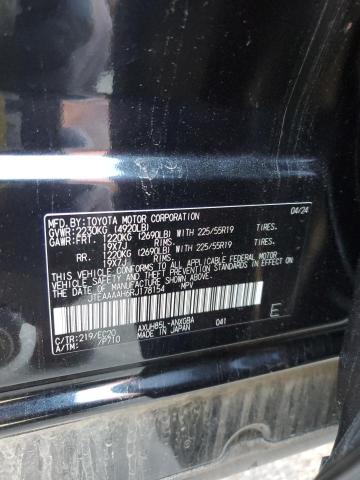 MFD.BY:TOYOTA MOTOR CORPORATION 04/24
GVWR:2230KG (4920LB)
GAWR:FRT. 1220KG (2690LB) WITH 225/55R19 TIRES.
19X7J RIMS.
RR. 1220KG (2690LB) WITH 225/55R19 TIRES.
19X7J RIMS.
THIS VEHICLE CONFORMS TO ALL APPLICABLE FEDERAL MOTOR
VEHICLE SAFETY AND THEFT PREVENTION STANDARDS IN EFFECT ON
THE DATE OF MANUFACTURE SHOWN ABOVE.
JTEAAAAH6RJ178154 MPV
C/TR:219/EC20 AXUH85L-ANXGBA 041 E
A/TM: /P710 MADE IN JAPAN